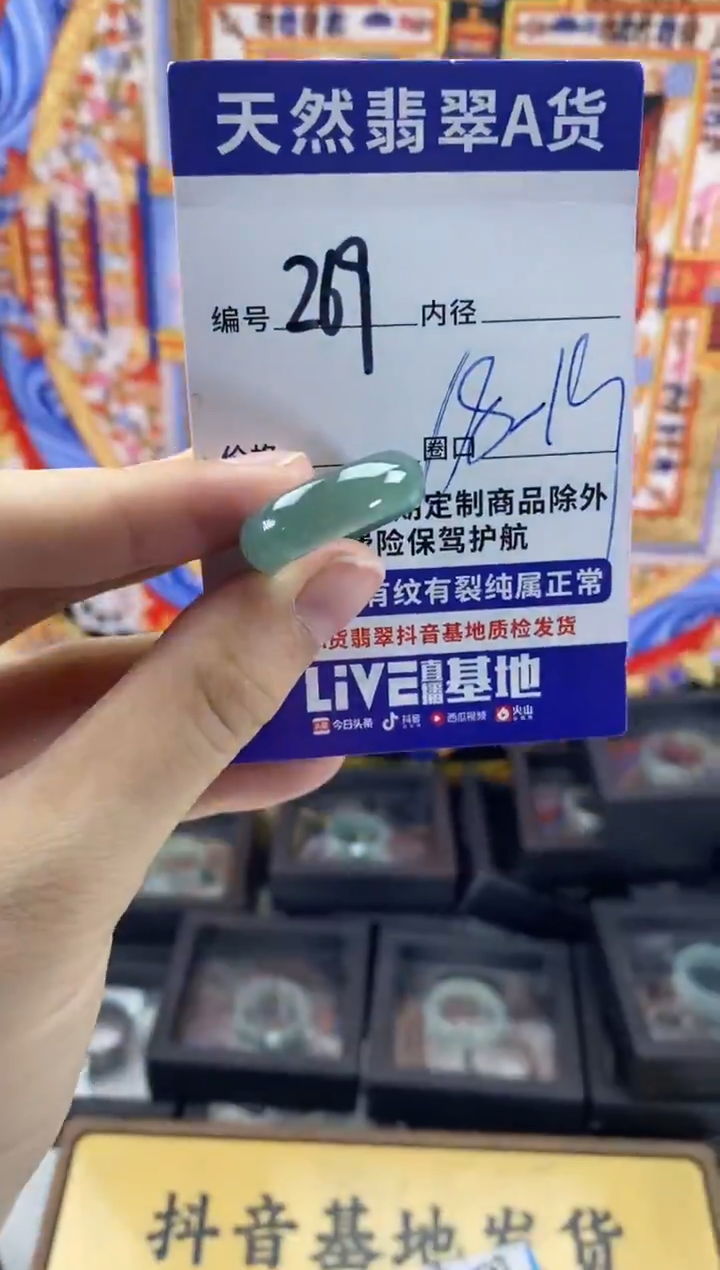 天然翡翠A货
编号 269 内径
价格 圈口 18-19
期定制商品除外
险保驾护航
有纹有裂纯属正常
货翡翠抖音基地质检发货
LiVE直播基地
今日头条 抖音 西瓜视频 火山
抖音基地发货